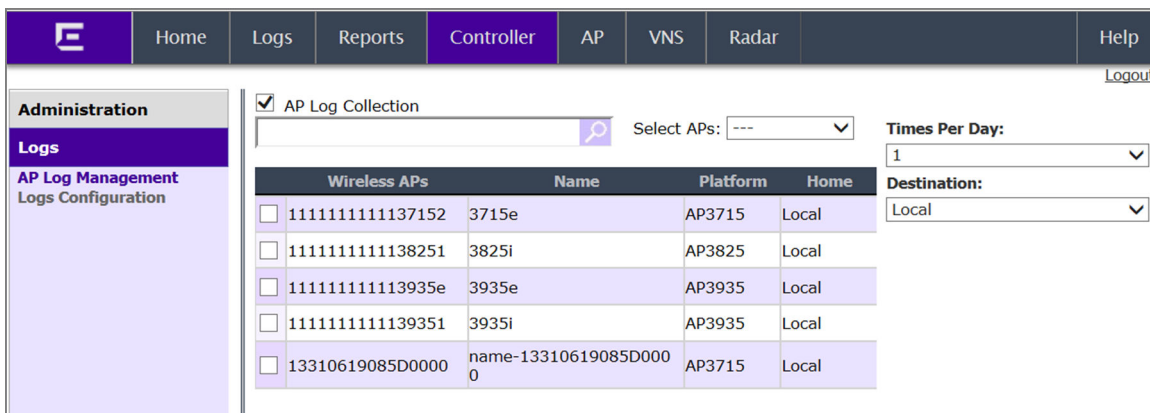 Home Logs Reports Controller AP VNS Radar Help
Logout
Administration
Logs
AP Log Management
Logs Configuration
AP Log Collection
Select APs: ---
Wireless APs Name Platform Home
1111111111137152 3715e AP3715 Local
1111111111138251 3825i AP3825 Local
111111111113935e 3935e AP3935 Local
1111111111139351 3935i AP3935 Local
13310619085D0000 name-13310619085D000
0 AP3715 Local
Times Per Day:
1
Destination:
Local